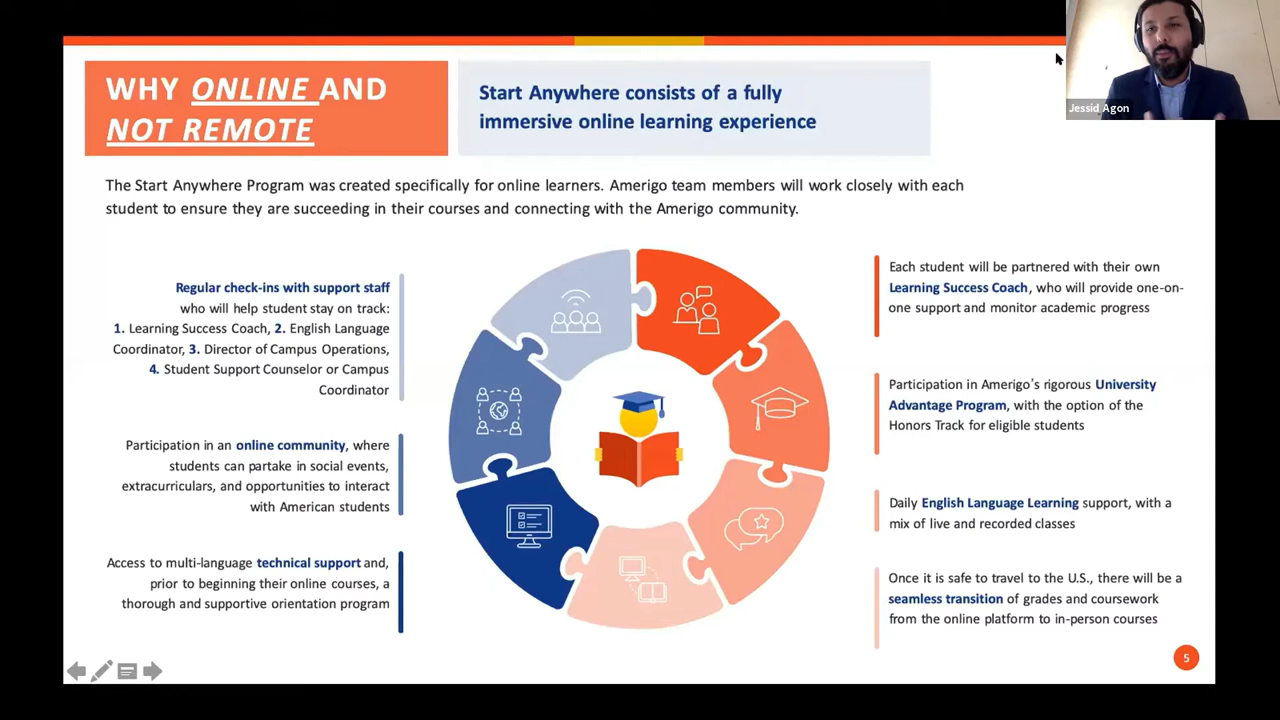 WHY ONLINE AND
NOT REMOTE
Start Anywhere consists of a fully
immersive online learning experience
Jessid Agon
The Start Anywhere Program was created specifically for online learners. Amerigo team members will work closely with each
student to ensure they are succeeding in their courses and connecting with the Amerigo community.
Regular check-ins with support staff
who will help student stay on track:
1. Learning Success Coach, 2. English Language
Coordinator, 3. Director of Campus Operations,
4. Student Support Counselor or Campus
Coordinator
Participation in an online community, where
students can partake in social events,
extracurriculars, and opportunities to interact
with American students
Access to multi-language technical support and,
prior to beginning their online courses, a
thorough and supportive orientation program
Each student will be partnered with their own
Learning Success Coach, who will provide one-on-
one support and monitor academic progress
Participation in Amerigo's rigorous University
Advantage Program, with the option of the
Honors Track for eligible students
Daily English Language Learning support, with a
mix of live and recorded classes
Once it is safe to travel to the U.S., there will be a
seamless transition of grades and coursework
from the online platform to in-person courses
5